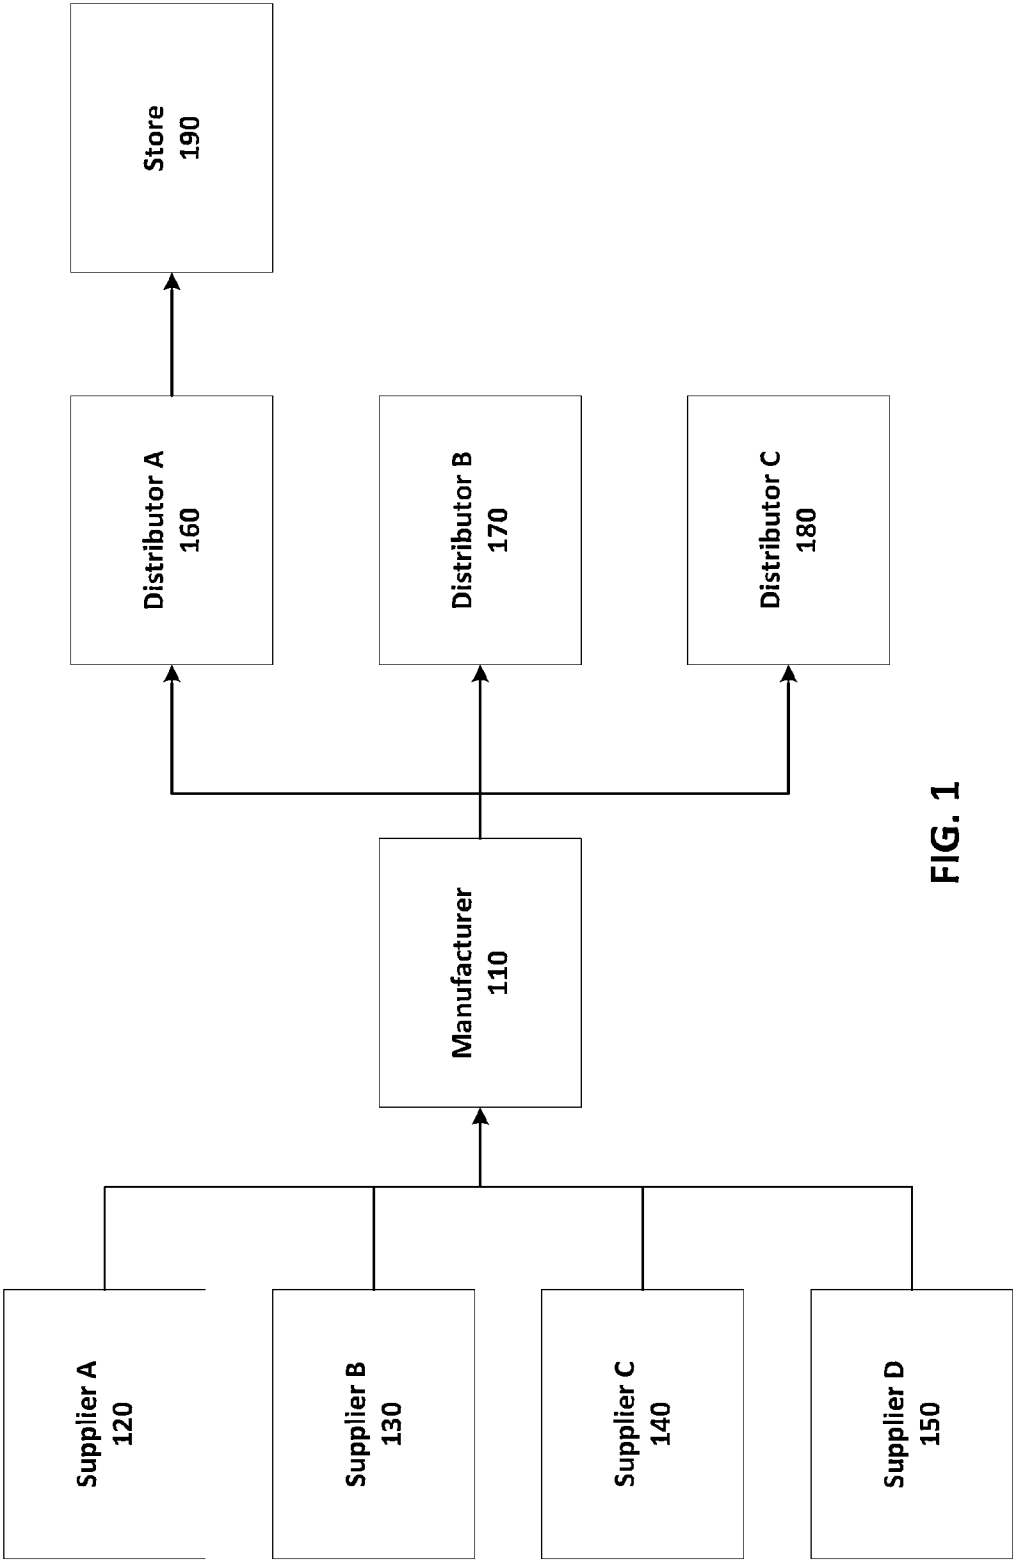 Supplier A
120
Supplier B
130
Supplier C
140
Supplier D
150
Manufacturer
110
Distributor A
160
Distributor B
170
Distributor C
180
Store
190
FIG. 1